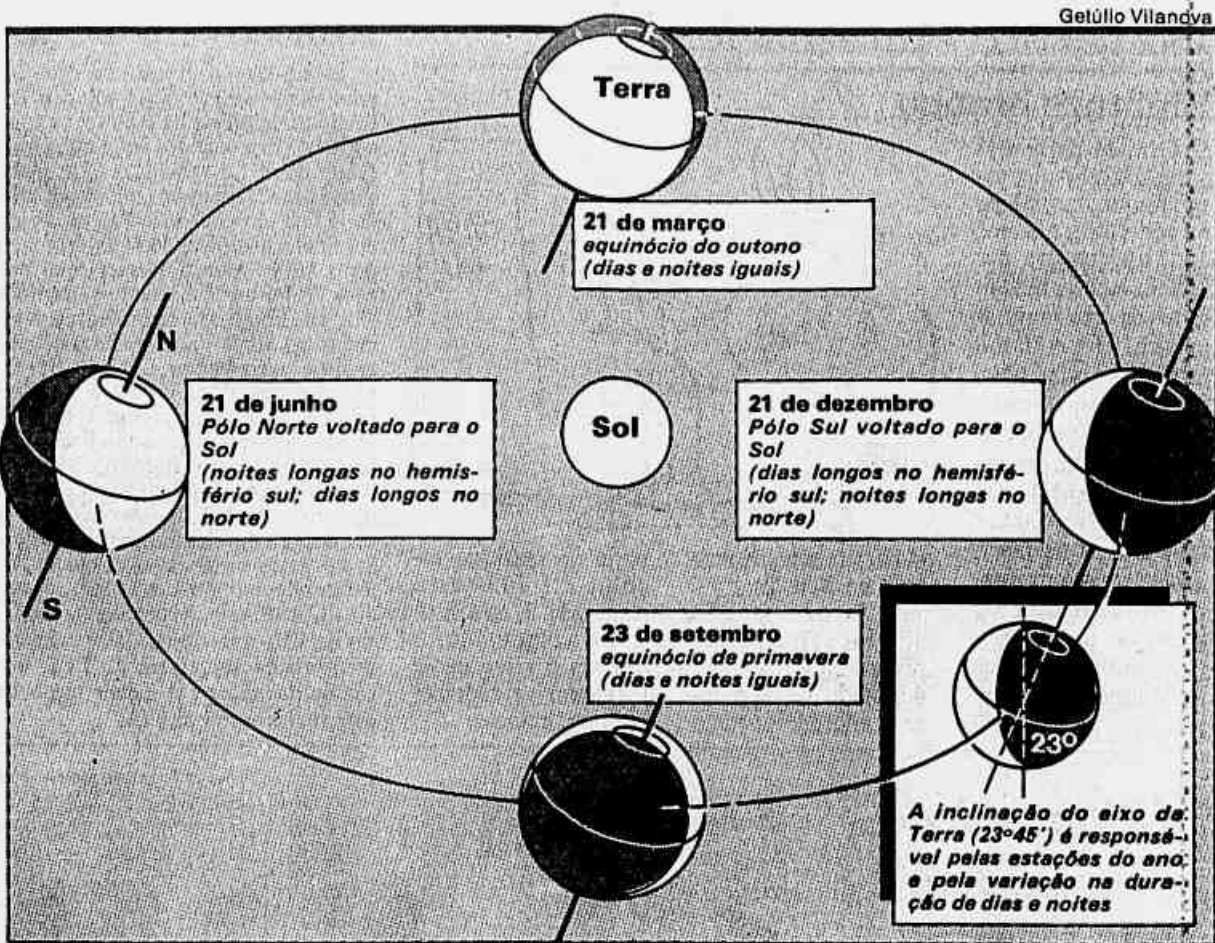 Getúlio Vilanova
Terra
21 de março
equinócio do outono
(dias e noites iguais)
N
21 de junho
Pólo Norte voltado para o
Sol
(noites longas no hemis-
fério sul; dias longos no
norte)
S
Sol
21 de dezembro
Pólo Sul voltado para o
Sol
(dias longos no hemisfé-
rio sul; noites longas no
norte)
23 de setembro
equinócio de primavera
(dias e noites iguais)
23º
A inclinação do eixo da
Terra (23º45') é responsá-
vel pelas estações do ano
e pela variação na dura-
ção de dias e noites